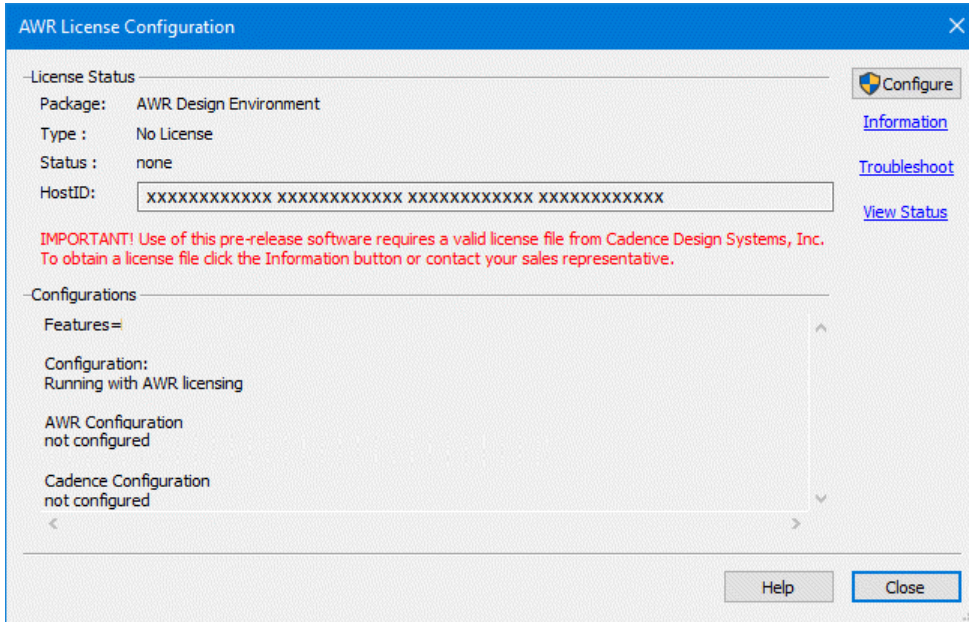 AWR License Configuration
License Status
Package: AWR Design Environment
Type : No License
Status : none
HostID: xxxxxxxxxxxx xxxxxxxxxxxx xxxxxxxxxxxx xxxxxxxxxxxx
Configure
Information
Troubleshoot
View Status
IMPORTANT! Use of this pre-release software requires a valid license file from Cadence Design Systems, Inc.
To obtain a license file click the Information button or contact your sales representative.
Configurations
Features=
Configuration:
Running with AWR licensing
AWR Configuration
not configured
Cadence Configuration
not configured
Help Close